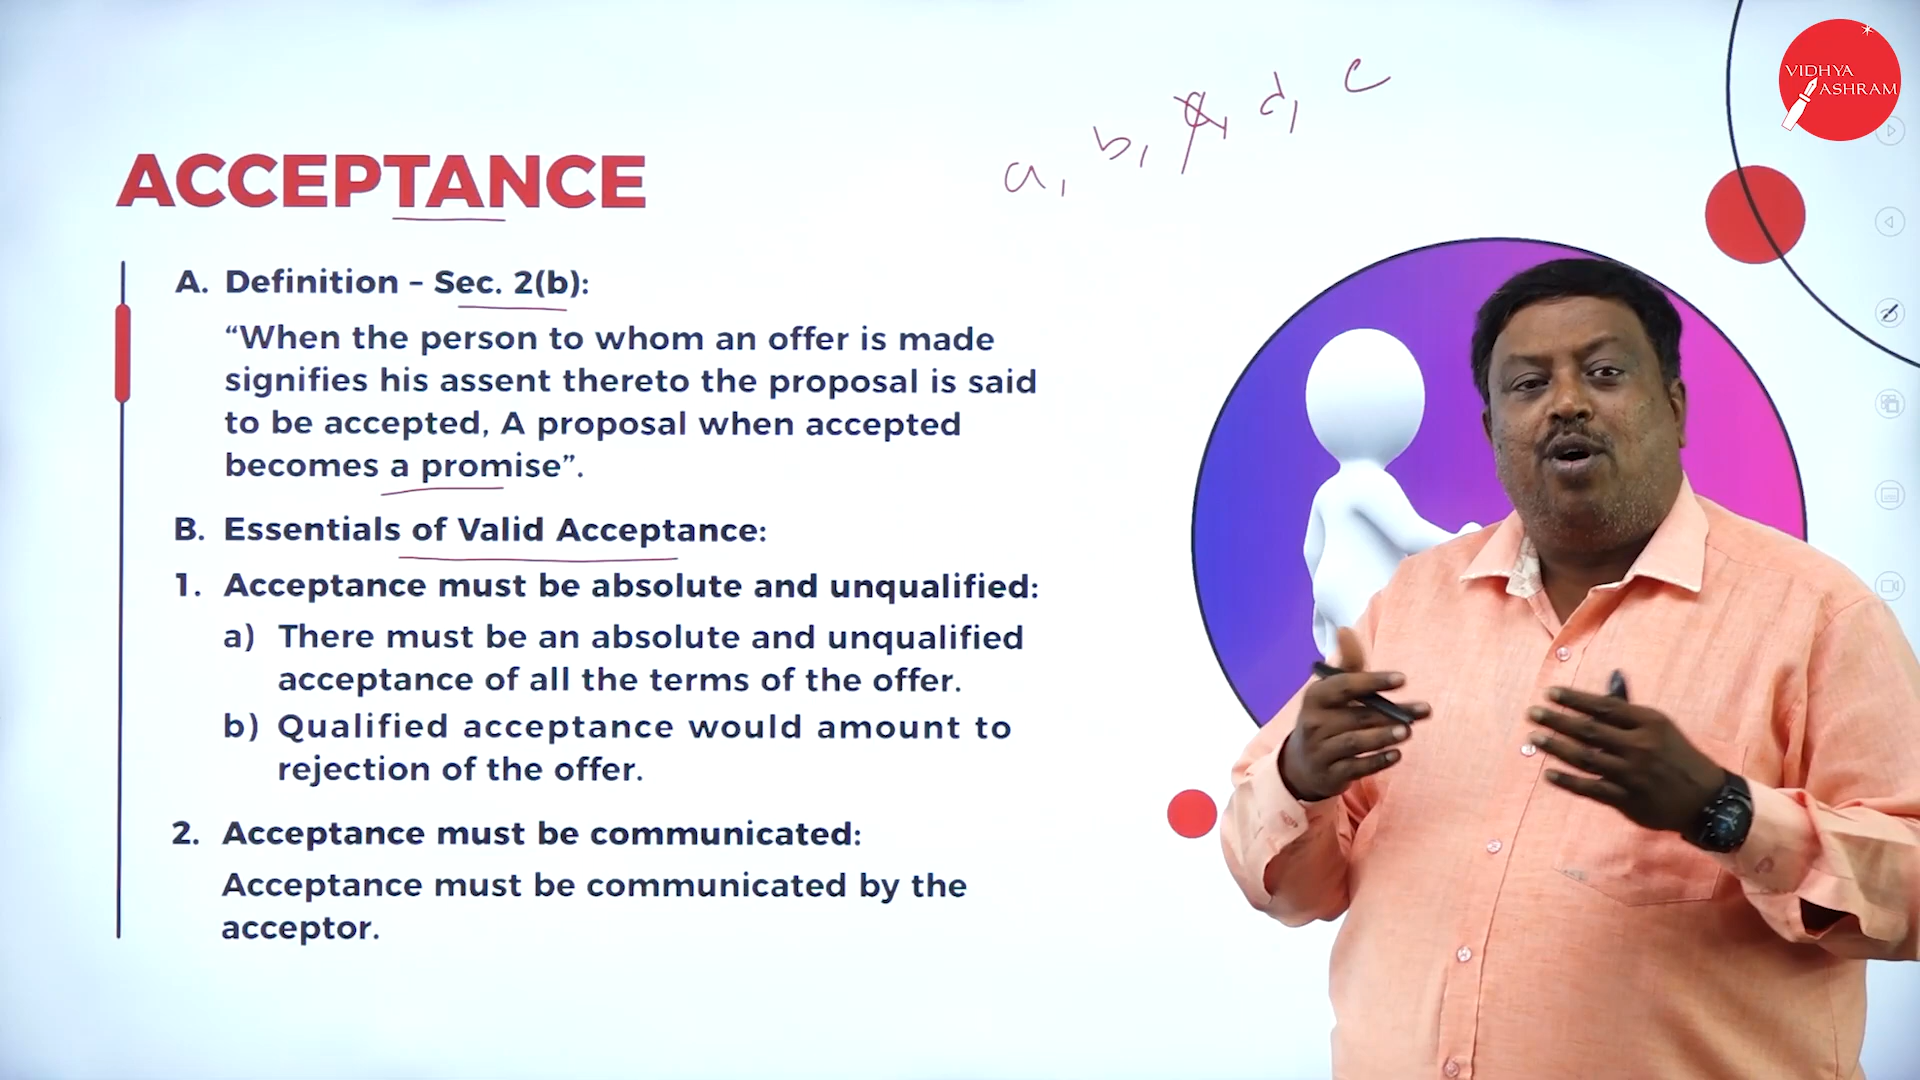 VIDHYA
ASHRAM
a, b, c, d, e
ACCEPTANCE
A. Definition – Sec. 2(b):
“When the person to whom an offer is made
signifies his assent thereto the proposal is said
to be accepted, A proposal when accepted
becomes a promise”.
B. Essentials of Valid Acceptance:
1. Acceptance must be absolute and unqualified:
a) There must be an absolute and unqualified
acceptance of all the terms of the offer.
b) Qualified acceptance would amount to
rejection of the offer.
2. Acceptance must be communicated:
Acceptance must be communicated by the
acceptor.